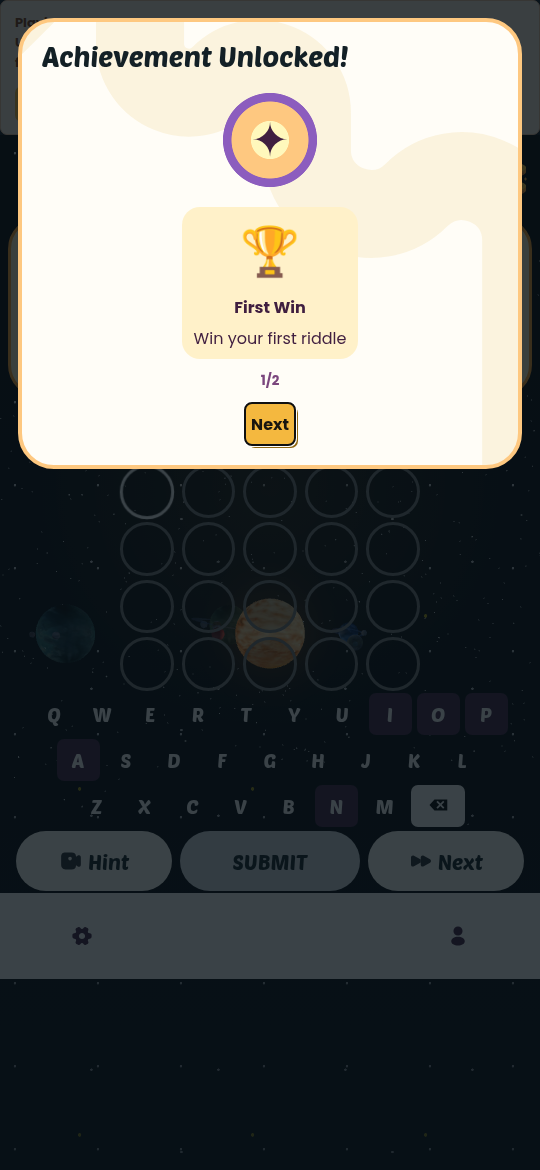 Achievement Unlocked!
First Win
Win your first riddle
1/2
Next
Q W E R T Y U I O P
A S D F G H J K L
Z X C V B N M
Hint SUBMIT Next